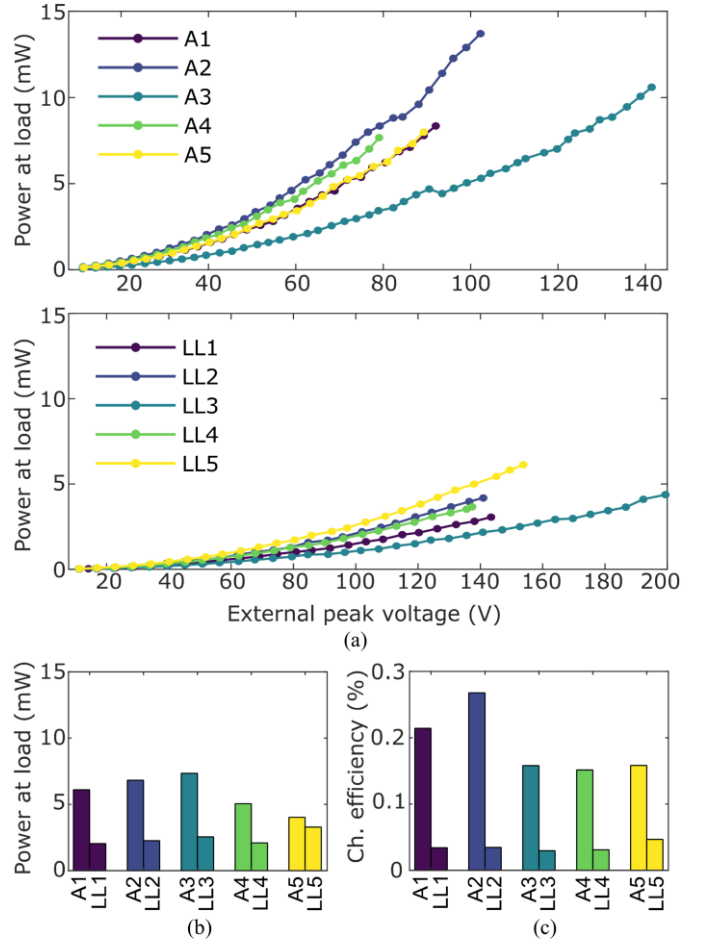 Power at load (mW)
15
10
5
0
A1
A2
A3
A4
A5
20 40 60 80 100 120 140
Power at load (mW)
15
10
5
0
LL1
LL2
LL3
LL4
LL5
20 40 60 80 100 120 140 160 180 200
External peak voltage (V)
(a)
Power at load (mW)
15
10
5
0
A1 LL1 A2 LL2 A3 LL3 A4 LL4 A5 LL5
(b)
Ch. efficiency (%)
0.3
0.2
0.1
0
A1 LL1 A2 LL2 A3 LL3 A4 LL4 A5 LL5
(c)